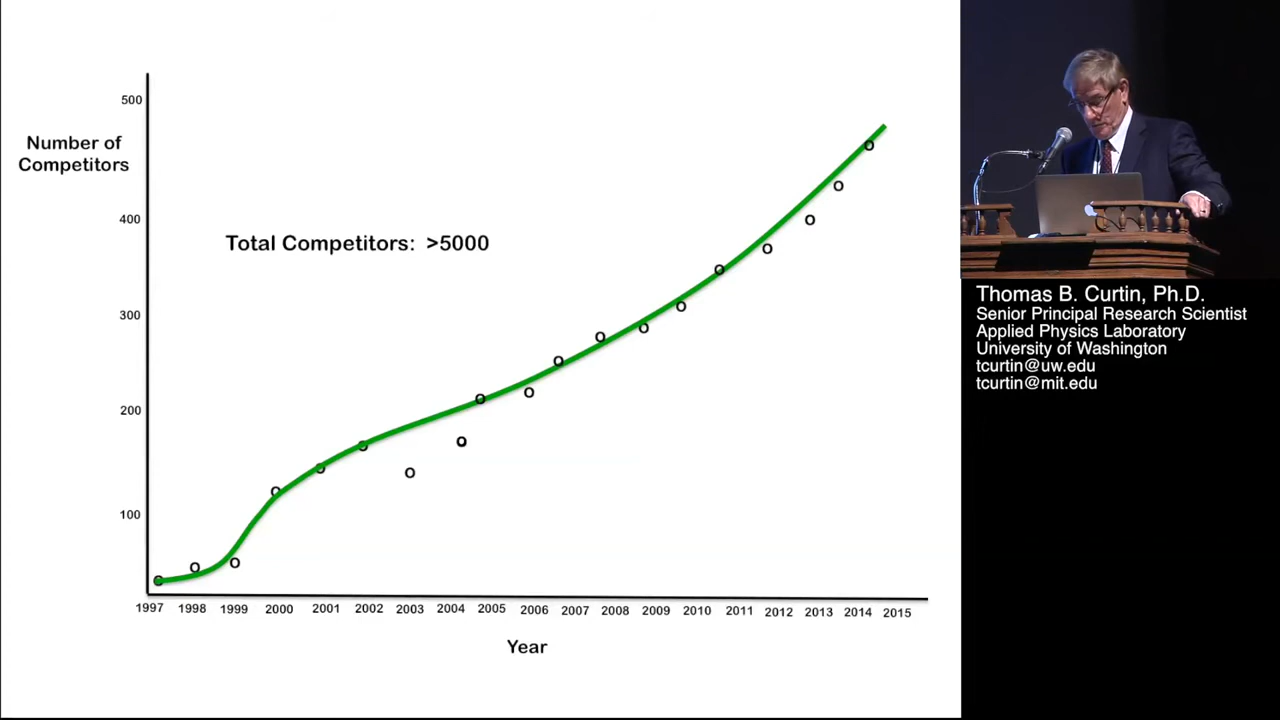 500
Number of
Competitors
400
Total Competitors: >5000
300
200
100
1997 1998 1999 2000 2001 2002 2003 2004 2005 2006 2007 2008 2009 2010 2011 2012 2013 2014 2015
Year
Thomas B. Curtin, Ph.D.
Senior Principal Research Scientist
Applied Physics Laboratory
University of Washington
tcurtin@uw.edu
tcurtin@mit.edu